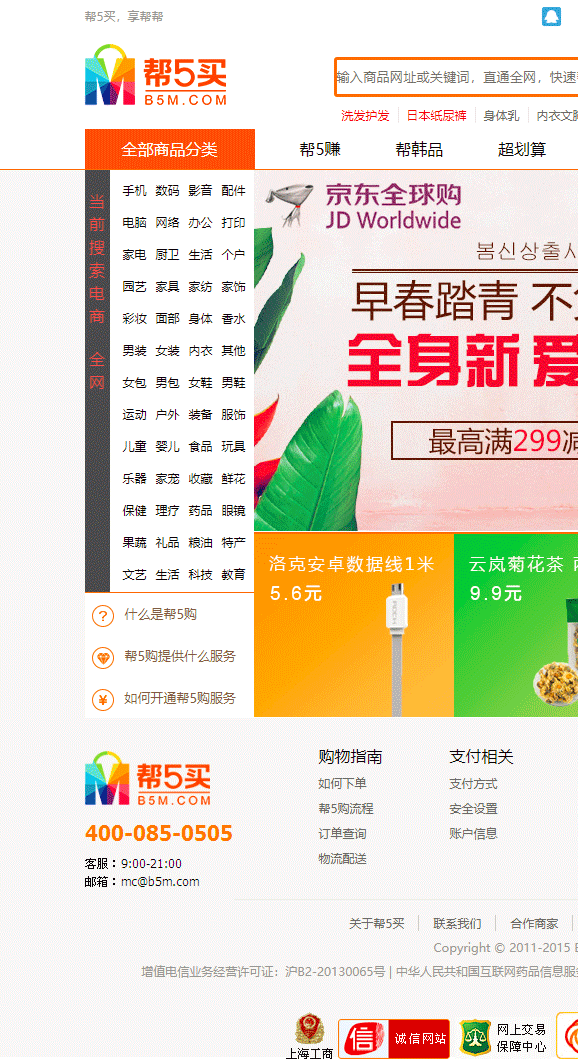 帮5买，享帮帮
帮5买
B5M.COM
输入商品网址或关键词，直通全网，快速
洗发护发 日本纸尿裤 身体乳 内衣文胸
全部商品分类 帮5赚 帮韩品 超划算
当前搜索电商 全网
手机 数码 影音 配件
电脑 网络 办公 打印
家电 厨卫 生活 个户
园艺 家具 家纺 家饰
彩妆 面部 身体 香水
男装 女装 内衣 其他
女包 男包 女鞋 男鞋
运动 户外 装备 服饰
儿童 婴儿 食品 玩具
乐器 家宠 收藏 鲜花
保健 理疗 药品 眼镜
果蔬 礼品 粮油 特产
文艺 生活 科技 教育
京东全球购
JD Worldwide
봄신상출시
早春踏青 不
全身新 爱
最高满299减
什么是帮5购
帮5购提供什么服务
如何开通帮5购服务
洛克安卓数据线1米
5.6元
云岚菊花茶
9.9元
帮5买
B5M.COM
400-085-0505
客服：9:00-21:00
邮箱：mc@b5m.com
购物指南
如何下单
帮5购流程
订单查询
物流配送
支付相关
支付方式
安全设置
账户信息
关于帮5买 联系我们 合作商家
Copyright © 2011-2015
增值电信业务经营许可证：沪B2-20130065号 | 中华人民共和国互联网药品信息服
上海工商
信 诚信网站
网上交易
保障中心